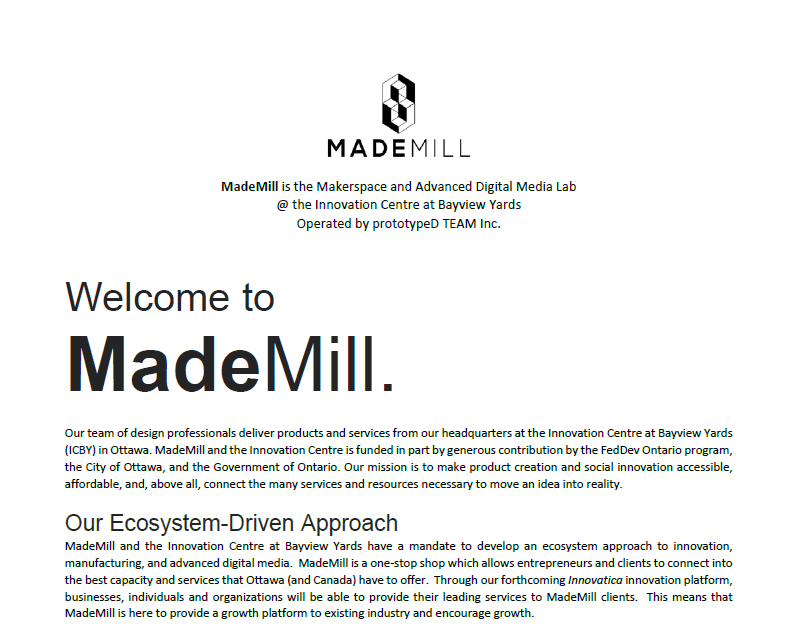 MADEMILL
MadeMill is the Makerspace and Advanced Digital Media Lab
@ the Innovation Centre at Bayview Yards
Operated by prototypeD TEAM Inc.
Welcome to
MadeMill.
Our team of design professionals deliver products and services from our headquarters at the Innovation Centre at Bayview Yards
(ICBY) in Ottawa. MadeMill and the Innovation Centre is funded in part by generous contribution by the FedDev Ontario program,
the City of Ottawa, and the Government of Ontario. Our mission is to make product creation and social innovation accessible,
affordable, and, above all, connect the many services and resources necessary to move an idea into reality.
Our Ecosystem-Driven Approach
MadeMill and the Innovation Centre at Bayview Yards have a mandate to develop an ecosystem approach to innovation,
manufacturing, and advanced digital media.  MadeMill is a one-stop shop which allows entrepreneurs and clients to connect into
the best capacity and services that Ottawa (and Canada) have to offer.  Through our forthcoming Innovatica innovation platform,
businesses, individuals and organizations will be able to provide their leading services to MadeMill clients.  This means that
MadeMill is here to provide a growth platform to existing industry and encourage growth.